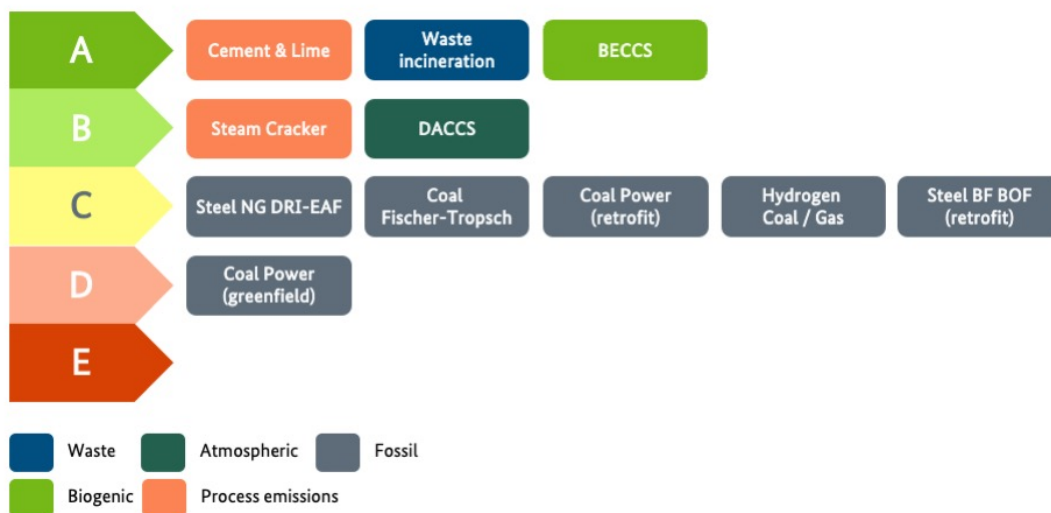 A
Cement & Lime
Waste
incineration
BECCS
B
Steam Cracker
DACCS
C
Steel NG DRI-EAF
Coal
Fischer-Tropsch
Coal Power
(retrofit)
Hydrogen
Coal / Gas
Steel BF BOF
(retrofit)
D
Coal Power
(greenfield)
E
Waste
Atmospheric
Fossil
Biogenic
Process emissions